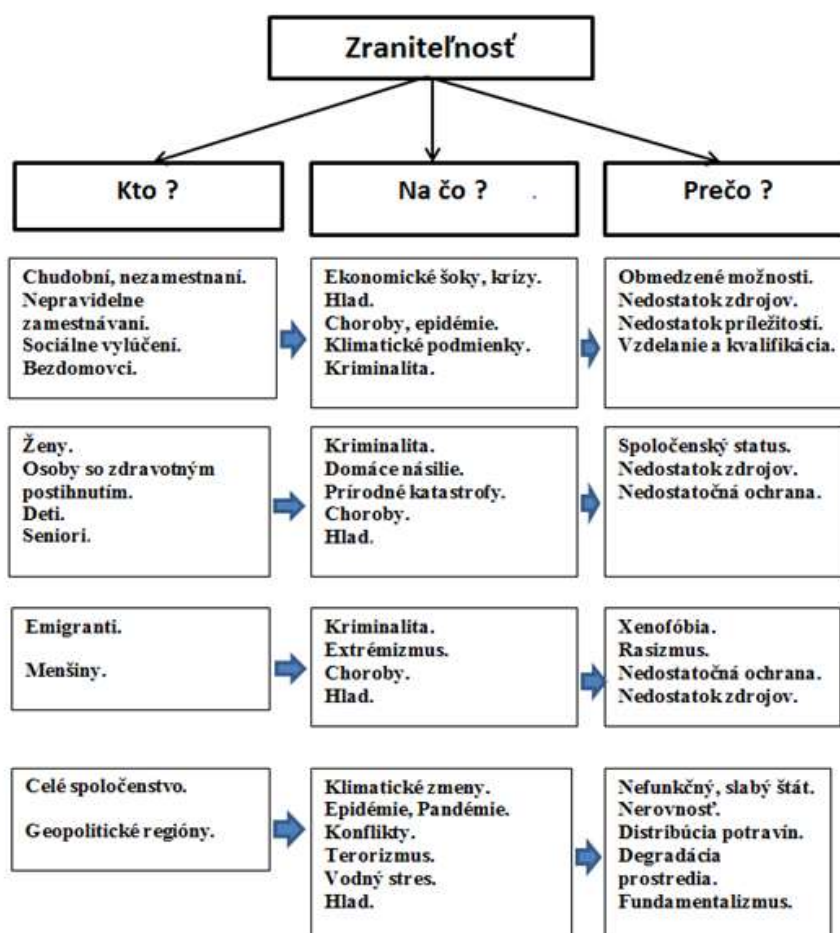 Zraniteľnosť
Kto ?
Na čo ?
Prečo ?
Chudobní, nezamestnaní.
Nepravidelne
zamestnávaní.
Sociálne vylúčení.
Bezdomovci.
Ekonomické šoky, krízy.
Hlad.
Choroby, epidémie.
Klimatické podmienky.
Kriminalita.
Obmedzené možnosti.
Nedostatok zdrojov.
Nedostatok príležitostí.
Vzdelanie a kvalifikácia.
Ženy.
Osoby so zdravotným
postihnutím.
Deti.
Seniori.
Kriminalita.
Domáce násilie.
Prírodné katastrofy.
Choroby.
Hlad.
Spoločenský status.
Nedostatok zdrojov.
Nedostatočná ochrana.
Emigranti.
Menšiny.
Kriminalita.
Extrémizmus.
Choroby.
Hlad.
Xenofóbia.
Rasizmus.
Nedostatočná ochrana.
Nedostatok zdrojov.
Celé spoločenstvo.
Geopolitické regióny.
Klimatické zmeny.
Epidémie, Pandémie.
Konflikty.
Terorizmus.
Vodný stres.
Hlad.
Nefunkčný, slabý štát.
Nerovnosť.
Distribúcia potravín.
Degradácia
prostredia.
Fundamentalizmus.